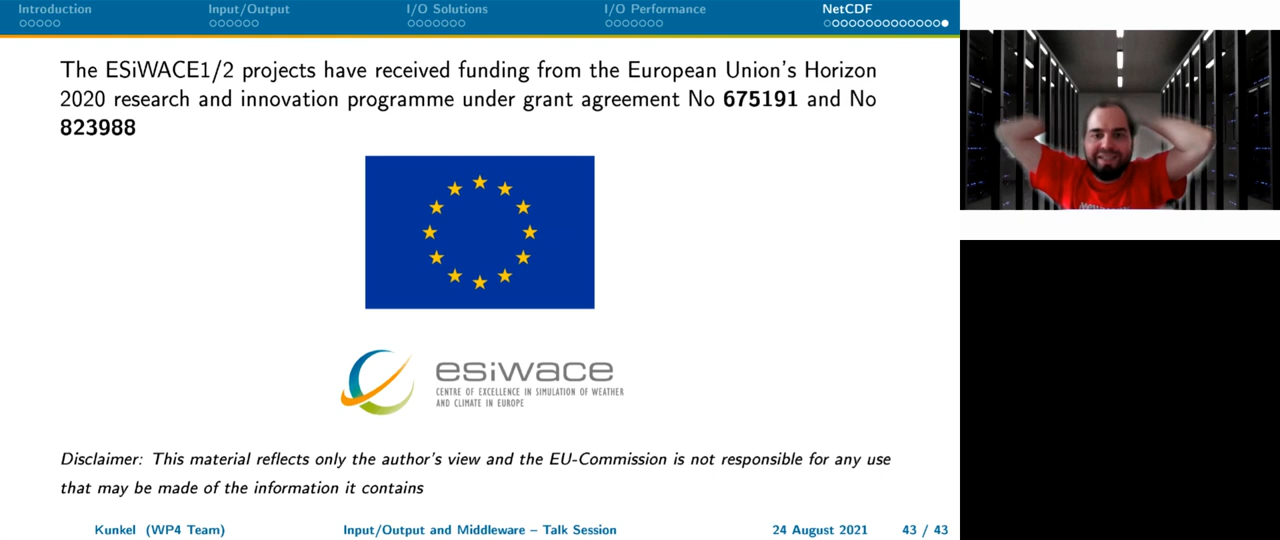 Introduction
Input/Output
I/O Solutions
I/O Performance
NetCDF
The ESiWACE1/2 projects have received funding from the European Union's Horizon
2020 research and innovation programme under grant agreement No 675191 and No
823988
esiwace
CENTRE OF EXCELLENCE IN SIMULATION OF WEATHER
AND CLIMATE IN EUROPE
Disclaimer: This material reflects only the author's view and the EU-Commission is not responsible for any use
that may be made of the information it contains
Kunkel (WP4 Team)
Input/Output and Middleware – Talk Session
24 August 2021
43 / 43